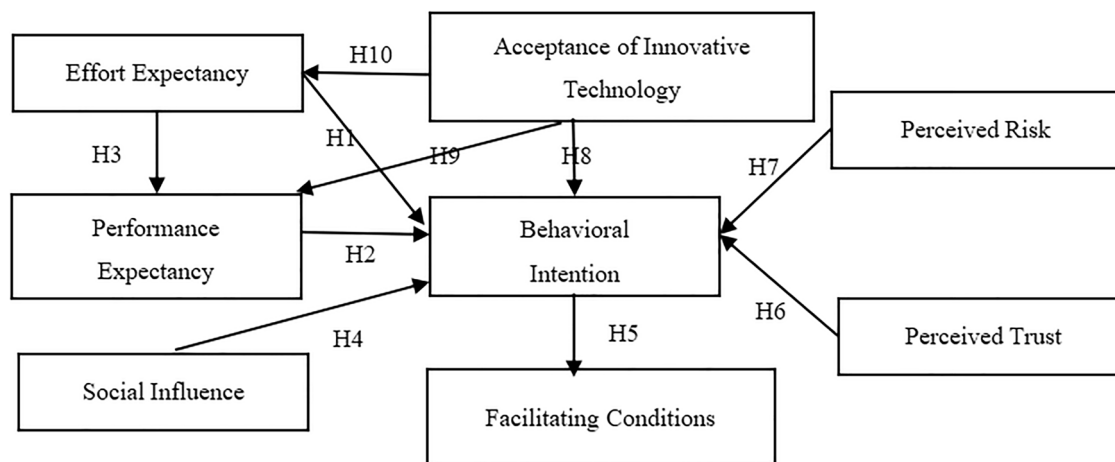 H10
Acceptance of Innovative
Technology
Effort Expectancy
Perceived Risk
H1
H3
H9
H8
H7
Performance
Expectancy
H2
Behavioral
Intention
H6
H4
H5
Perceived Trust
Social Influence
Facilitating Conditions